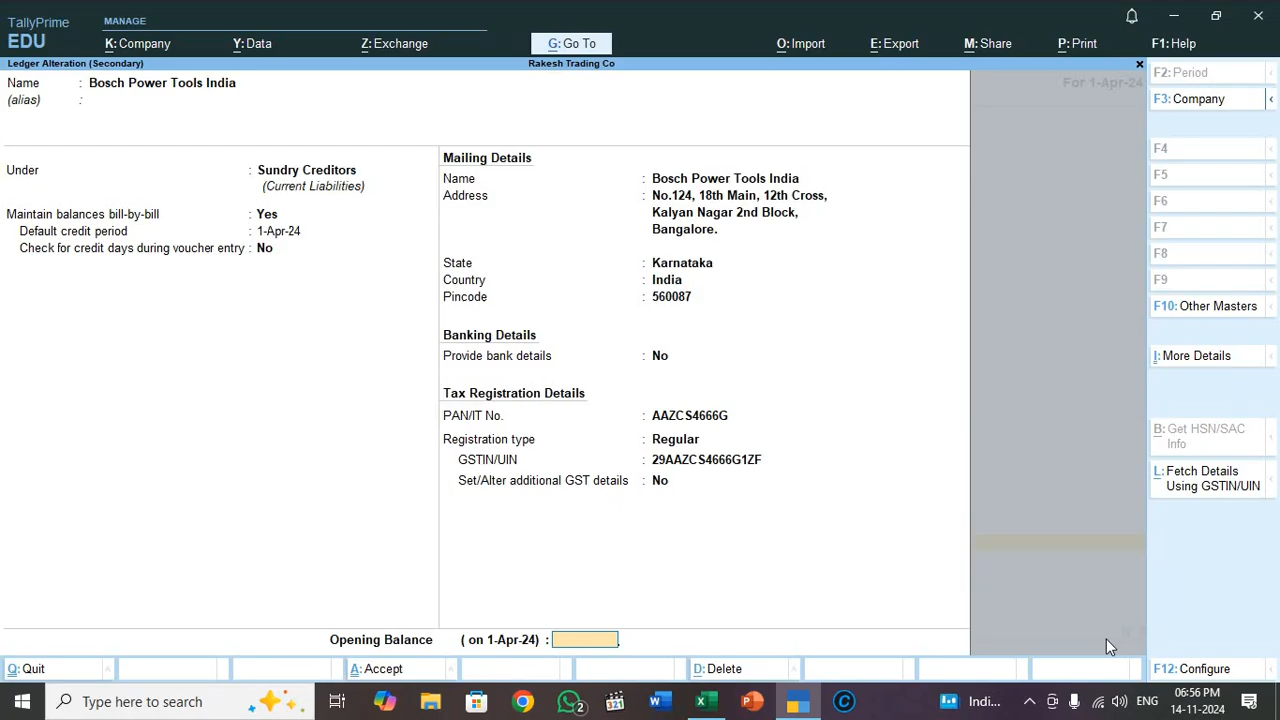 TallyPrime
EDU
MANAGE
K: Company
Y: Data
Z: Exchange
G: Go To
O: Import
E: Export
M: Share
P: Print
F1: Help
Ledger Alteration (Secondary)
Rakesh Trading Co
×
Name : Bosch Power Tools India
(alias) :
For 1-Apr-24
Under : Sundry Creditors
(Current Liabilities)
Maintain balances bill-by-bill : Yes
Default credit period : 1-Apr-24
Check for credit days during voucher entry : No
Mailing Details
Name : Bosch Power Tools India
Address : No.124, 18th Main, 12th Cross,
Kalyan Nagar 2nd Block,
Bangalore.
State : Karnataka
Country : India
Pincode : 560087
Banking Details
Provide bank details : No
Tax Registration Details
PAN/IT No. : AAZCS4666G
Registration type : Regular
GSTIN/UIN : 29AAZCS4666G1ZF
Set/Alter additional GST details : No
Opening Balance ( on 1-Apr-24) :
F2: Period
F3: Company
F4
F5
F6
F7
F8
F9
F10: Other Masters
I: More Details
B: Get HSN/SAC
Info
L: Fetch Details
Using GSTIN/UIN
F12: Configure
Q: Quit
A: Accept
D: Delete
Type here to search
2
Indi...
ENG
06:56 PM
14-11-2024